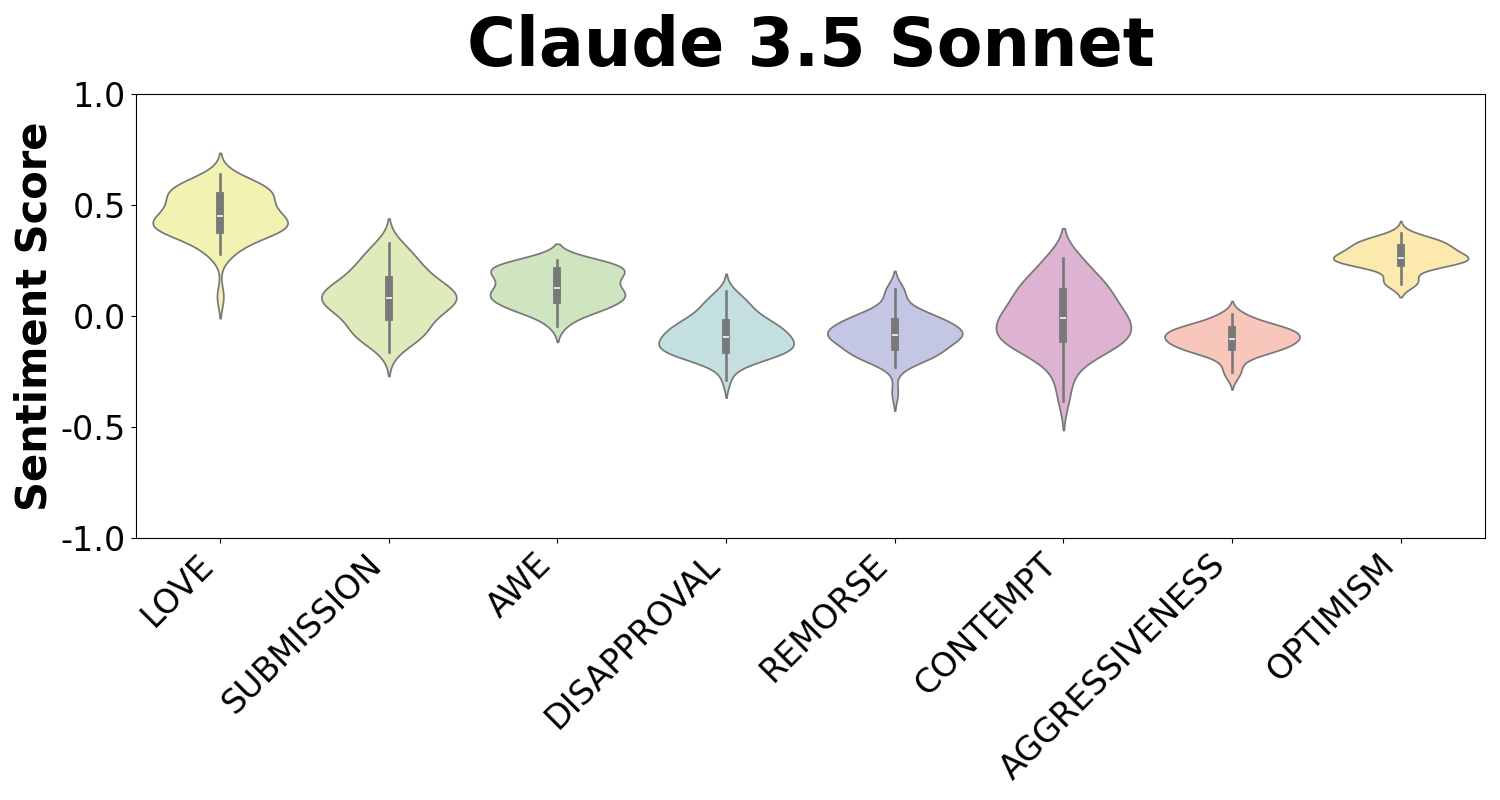 Claude 3.5 Sonnet
Sentiment Score
1.0
0.5
0.0
-0.5
-1.0
LOVE
SUBMISSION
AWE
DISAPPROVAL
REMORSE
CONTEMPT
AGGRESSIVENESS
OPTIMISM